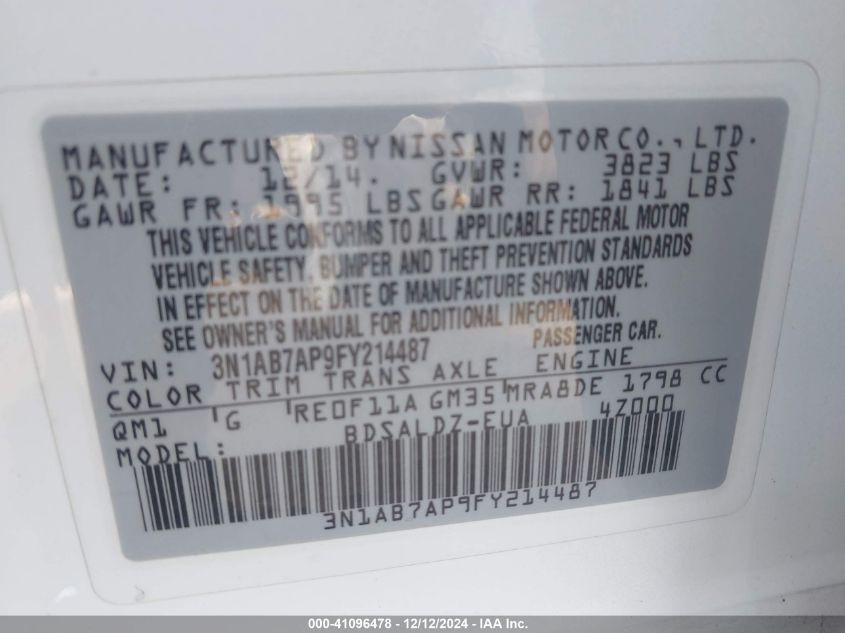 MANUFACTURED BY NISSAN MOTOR CO., LTD.
DATE: 12/14. GVWR: 3823 LBS
GAWR FR: 1995 LBS GAWR RR: 1841 LBS
THIS VEHICLE CONFORMS TO ALL APPLICABLE FEDERAL MOTOR
VEHICLE SAFETY, BUMPER AND THEFT PREVENTION STANDARDS
IN EFFECT ON THE DATE OF MANUFACTURE SHOWN ABOVE.
SEE OWNER'S MANUAL FOR ADDITIONAL INFORMATION.
VIN: 3N1AB7AP9FY214487 PASSENGER CAR.
COLOR TRIM TRANS AXLE ENGINE
QM1 G RE0F11A GM35 MRA8DE 1798 CC
MODEL: BDSALDZ-EUA 4Z000
3N1AB7AP9FY214487
000-41096478 - 12/12/2024 - IAA, Inc.